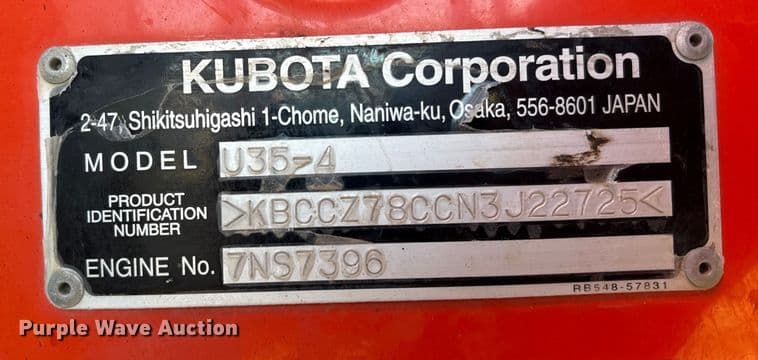 KUBOTA Corporation
2-47, Shikitsuhigashi 1-Chome, Naniwa-ku, Osaka, 556-8601 JAPAN
MODEL U35-4
PRODUCT
IDENTIFICATION
NUMBER >KBCCZ78CCN3J22725<
ENGINE No. 7NS7396
RB548-57831
Purple Wave Auction